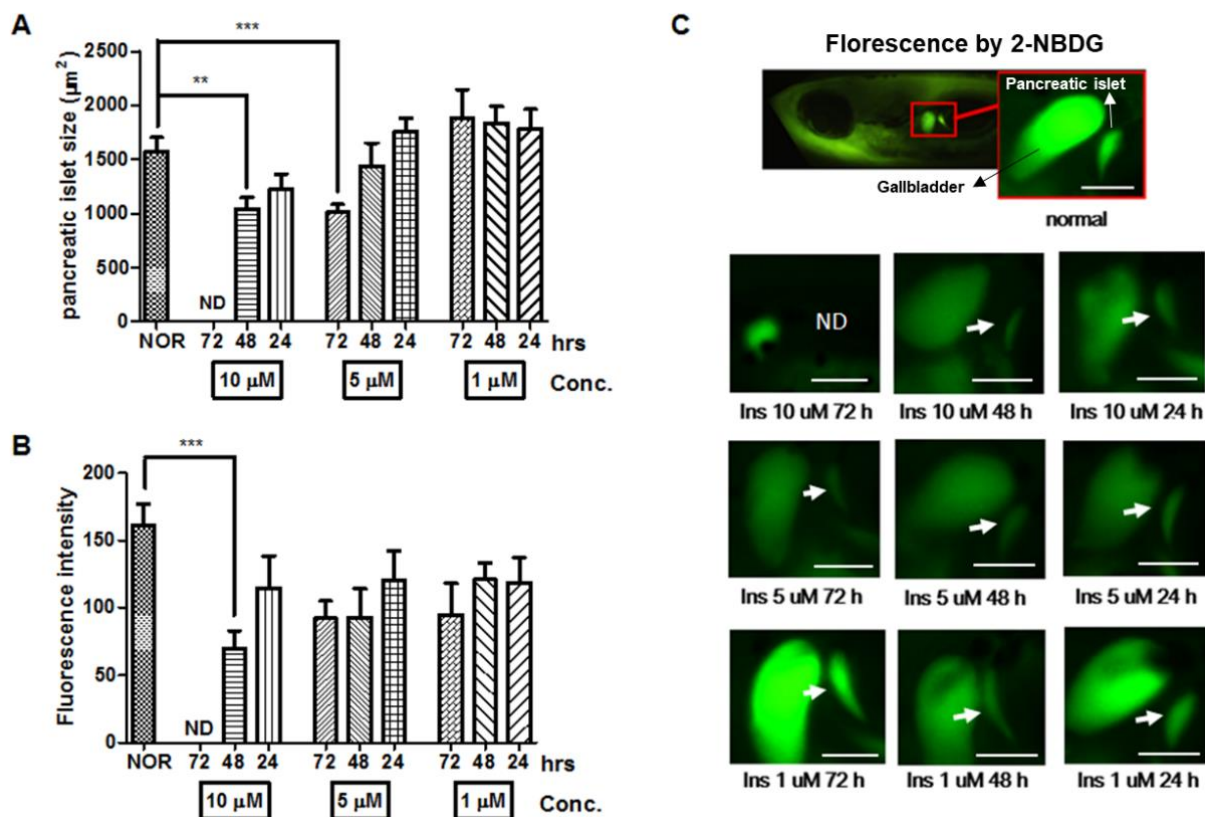 A
***
**
pancreatic islet size (μm²)
2500
2000
1500
1000
500
0
ND
NOR 72 48 24 72 48 24 72 48 24 hrs
10 μM 5 μM 1 μM Conc.
B
***
Fluorescence intensity
200
150
100
50
0
ND
NOR 72 48 24 72 48 24 72 48 24 hrs
10 μM 5 μM 1 μM Conc.
C
Florescence by 2-NBDG
Pancreatic islet
Gallbladder
normal
ND
Ins 10 uM 72 h Ins 10 uM 48 h Ins 10 uM 24 h
Ins 5 uM 72 h Ins 5 uM 48 h Ins 5 uM 24 h
Ins 1 uM 72 h Ins 1 uM 48 h Ins 1 uM 24 h